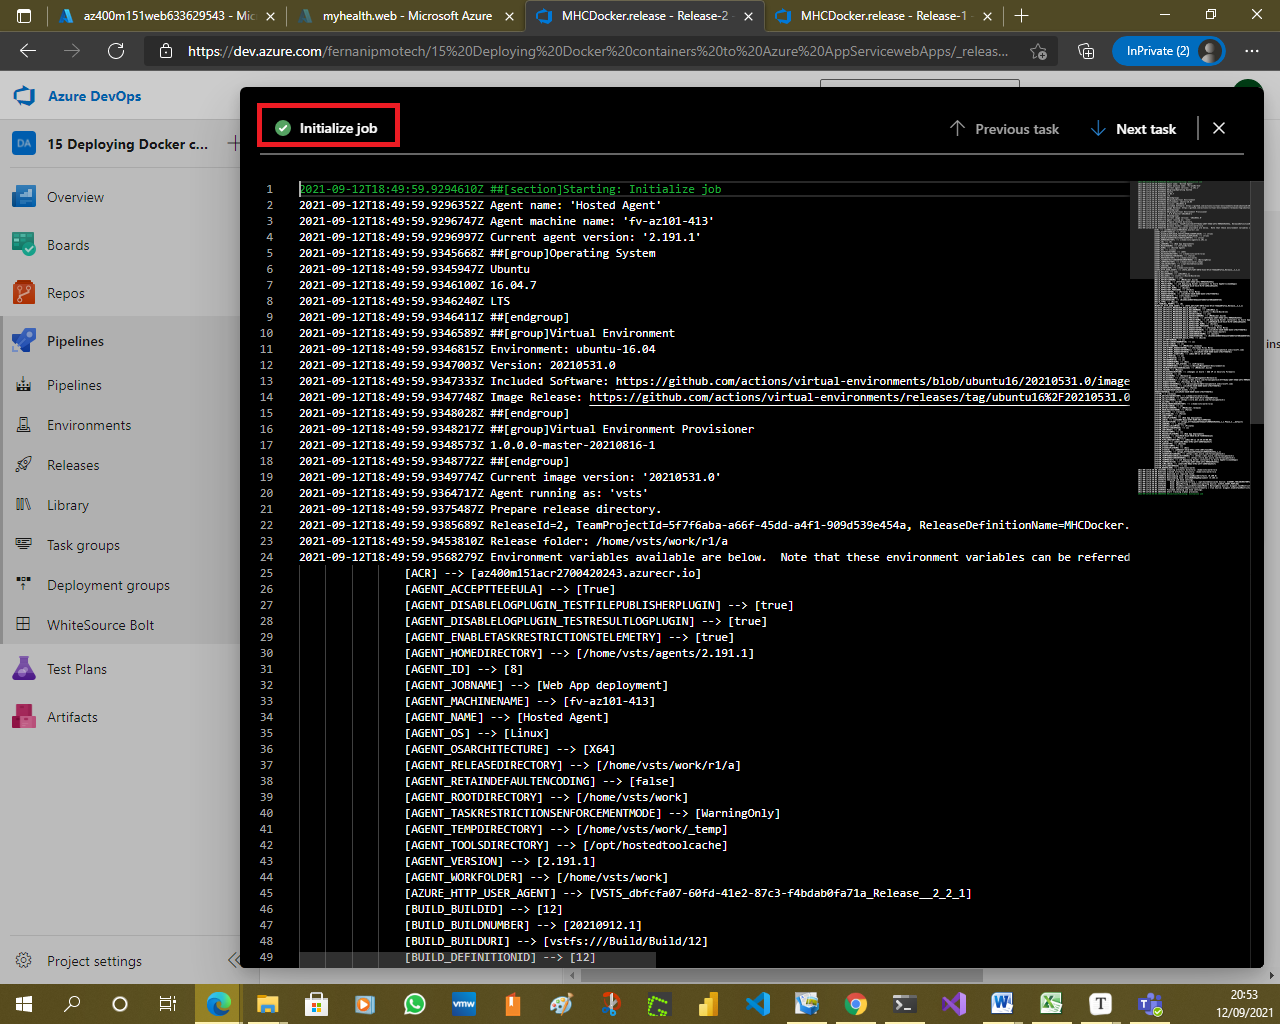 az400m151web633629543 - Mic
myhealth.web - Microsoft Azure
MHCDocker.release - Release-2 -
MHCDocker.release - Release-1 -
https://dev.azure.com/fernanipmotech/15%20Deploying%20Docker%20containers%20to%20Azure%20AppServicewebApps/_releas...
InPrivate (2)
Azure DevOps
DA
15 Deploying Docker c...
Overview
Boards
Repos
Pipelines
Pipelines
Environments
Releases
Library
Task groups
Deployment groups
WhiteSource Bolt
Test Plans
Artifacts
Project settings
Initialize job
Previous task
Next task
1 2021-09-12T18:49:59.9294610Z ##[section]Starting: Initialize job
2 2021-09-12T18:49:59.9296352Z Agent name: 'Hosted Agent'
3 2021-09-12T18:49:59.9296747Z Agent machine name: 'fv-az101-413'
4 2021-09-12T18:49:59.9296997Z Current agent version: '2.191.1'
5 2021-09-12T18:49:59.9345668Z ##[group]Operating System
6 2021-09-12T18:49:59.9345947Z Ubuntu
7 2021-09-12T18:49:59.9346100Z 16.04.7
8 2021-09-12T18:49:59.9346240Z LTS
9 2021-09-12T18:49:59.9346411Z ##[endgroup]
10 2021-09-12T18:49:59.9346589Z ##[group]Virtual Environment
11 2021-09-12T18:49:59.9346815Z Environment: ubuntu-16.04
12 2021-09-12T18:49:59.9347003Z Version: 20210531.0
13 2021-09-12T18:49:59.9347333Z Included Software: https://github.com/actions/virtual-environments/blob/ubuntu16/20210531.0/image
14 2021-09-12T18:49:59.9347748Z Image Release: https://github.com/actions/virtual-environments/releases/tag/ubuntu16%2F20210531.0
15 2021-09-12T18:49:59.9348028Z ##[endgroup]
16 2021-09-12T18:49:59.9348217Z ##[group]Virtual Environment Provisioner
17 2021-09-12T18:49:59.9348573Z 1.0.0.0-master-20210816-1
18 2021-09-12T18:49:59.9348772Z ##[endgroup]
19 2021-09-12T18:49:59.9349774Z Current image version: '20210531.0'
20 2021-09-12T18:49:59.9364717Z Agent running as: 'vsts'
21 2021-09-12T18:49:59.9375487Z Prepare release directory.
22 2021-09-12T18:49:59.9385689Z ReleaseId=2, TeamProjectId=5f7f6aba-a66f-45dd-a4f1-909d539e454a, ReleaseDefinitionName=MHCDocker.
23 2021-09-12T18:49:59.9453810Z Release folder: /home/vsts/work/r1/a
24 2021-09-12T18:49:59.9568279Z Environment variables available are below.  Note that these environment variables can be referred
25 [ACR] --> [az400m151acr2700420243.azurecr.io]
26 [AGENT_ACCEPTTEEEULA] --> [True]
27 [AGENT_DISABLELOGPLUGIN_TESTFILEPUBLISHERPLUGIN] --> [true]
28 [AGENT_DISABLELOGPLUGIN_TESTRESULTLOGPLUGIN] --> [true]
29 [AGENT_ENABLETASKRESTRICTIONSTELEMETRY] --> [true]
30 [AGENT_HOMEDIRECTORY] --> [/home/vsts/agents/2.191.1]
31 [AGENT_ID] --> [8]
32 [AGENT_JOBNAME] --> [Web App deployment]
33 [AGENT_MACHINENAME] --> [fv-az101-413]
34 [AGENT_NAME] --> [Hosted Agent]
35 [AGENT_OS] --> [Linux]
36 [AGENT_OSARCHITECTURE] --> [X64]
37 [AGENT_RELEASEDIRECTORY] --> [/home/vsts/work/r1/a]
38 [AGENT_RETAINDEFAULTENCODING] --> [false]
39 [AGENT_ROOTDIRECTORY] --> [/home/vsts/work]
40 [AGENT_TASKRESTRICTIONSENFORCEMENTMODE] --> [WarningOnly]
41 [AGENT_TEMPDIRECTORY] --> [/home/vsts/work/_temp]
42 [AGENT_TOOLSDIRECTORY] --> [/opt/hostedtoolcache]
43 [AGENT_VERSION] --> [2.191.1]
44 [AGENT_WORKFOLDER] --> [/home/vsts/work]
45 [AZURE_HTTP_USER_AGENT] --> [VSTS_dbfcfa07-60fd-41e2-87c3-f4bdab0fa71a_Release__2_2_1]
46 [BUILD_BUILDID] --> [12]
47 [BUILD_BUILDNUMBER] --> [20210912.1]
48 [BUILD_BUILDURI] --> [vstfs:///Build/Build/12]
49 [BUILD_DEFINITIONID] --> [12]
ins
vmw
20:53
12/09/2021